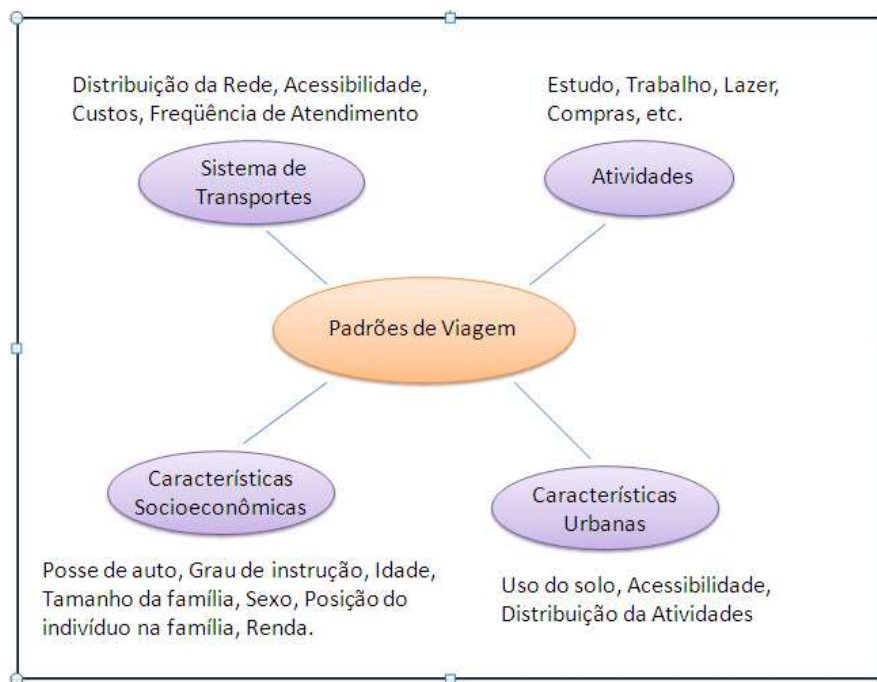 Distribuição da Rede, Acessibilidade,
Custos, Freqüência de Atendimento
Estudo, Trabalho, Lazer,
Compras, etc.
Sistema de
Transportes
Atividades
Padrões de Viagem
Características
Socioeconômicas
Características
Urbanas
Posse de auto, Grau de instrução, Idade,
Tamanho da família, Sexo, Posição do
indivíduo na família, Renda.
Uso do solo, Acessibilidade,
Distribuição da Atividades